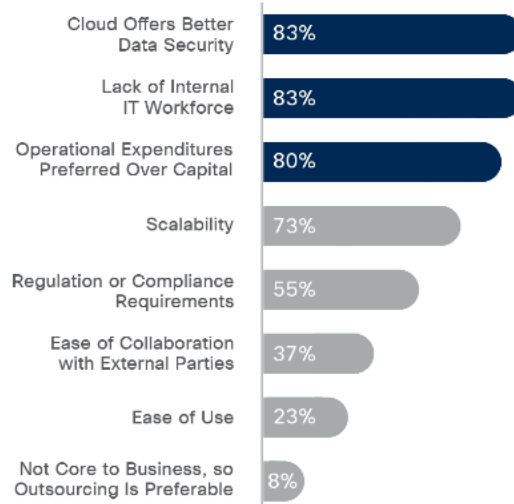 Cloud Offers Better
Data Security
83%
Lack of Internal
IT Workforce
83%
Operational Expenditures
Preferred Over Capital
80%
Scalability
73%
Regulation or Compliance
Requirements
55%
Ease of Collaboration
with External Parties
37%
Ease of Use
23%
Not Core to Business, so
Outsourcing Is Preferable
8%